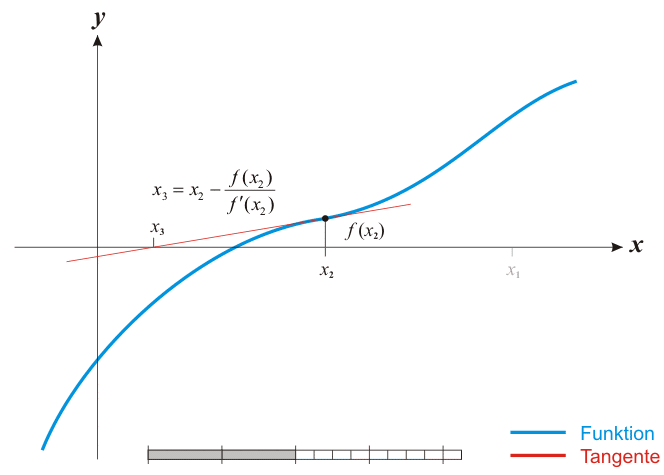 y
x₃ = x₂ − f(x₂)/f′(x₂)
x₃
f(x₂)
x
x₂
x₁
Funktion
Tangente